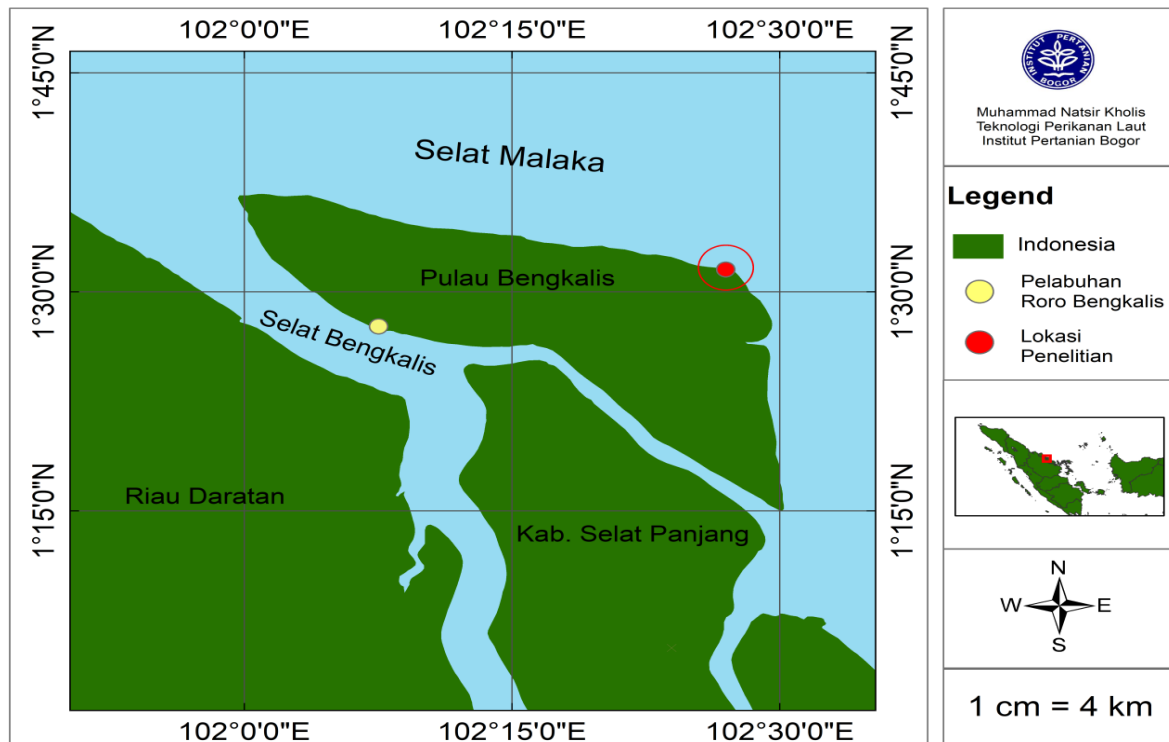 102°0'0"E
102°15'0"E
102°30'0"E
1°45'0"N
1°45'0"N
Selat Malaka
Pulau Bengkalis
1°30'0"N
1°30'0"N
Selat Bengkalis
Riau Daratan
1°15'0"N
1°15'0"N
Kab. Selat Panjang
102°0'0"E
102°15'0"E
102°30'0"E
INSTITUT PERTANIAN
BOGOR
Muhammad Natsir Kholis
Teknologi Perikanan Laut
Institut Pertanian Bogor
Legend
Indonesia
Pelabuhan
Roro Bengkalis
Lokasi
Penelitian
N
W
E
S
1 cm = 4 km